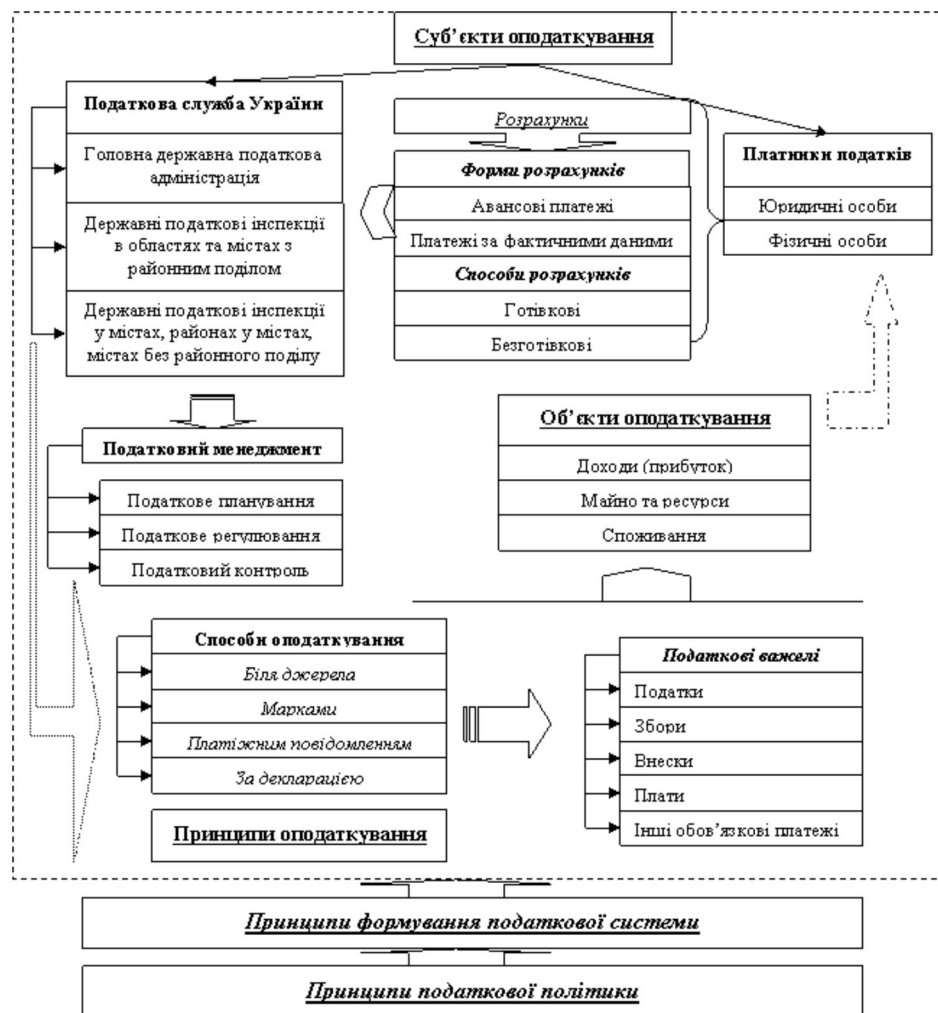 Суб’єкти оподаткування
Податкова служба України
Головна державна податкова
адміністрація
Державні податкові інспекції
в областях та містах з
районним поділом
Державні податкові інспекції
у містах, районах у містах,
містах без районного поділу
Розрахунки
Форми розрахунків
Авансові платежі
Платежі за фактичними даними
Способи розрахунків
Готівкові
Безготівкові
Платники податків
Юридичні особи
Фізичні особи
Податковий менеджмент
Податкове планування
Податкове регулювання
Податковий контроль
Об’єкти оподаткування
Доходи (прибуток)
Майно та ресурси
Споживання
Способи оподаткування
Біля джерела
Марками
Платіжним повідомленням
За декларацією
Принципи оподаткування
Податкові важелі
Податки
Збори
Внески
Плати
Інші обов’язкові платежі
Принципи формування податкової системи
Принципи податкової політики